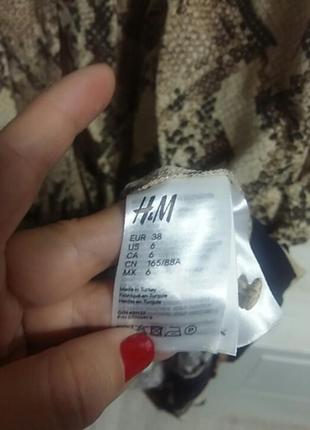 H&M
EUR 38
US 6
CA 6
CN 165/88A
MX 6
Made in Turkey
Fabriqué en Turquie
Hecho en Turquía